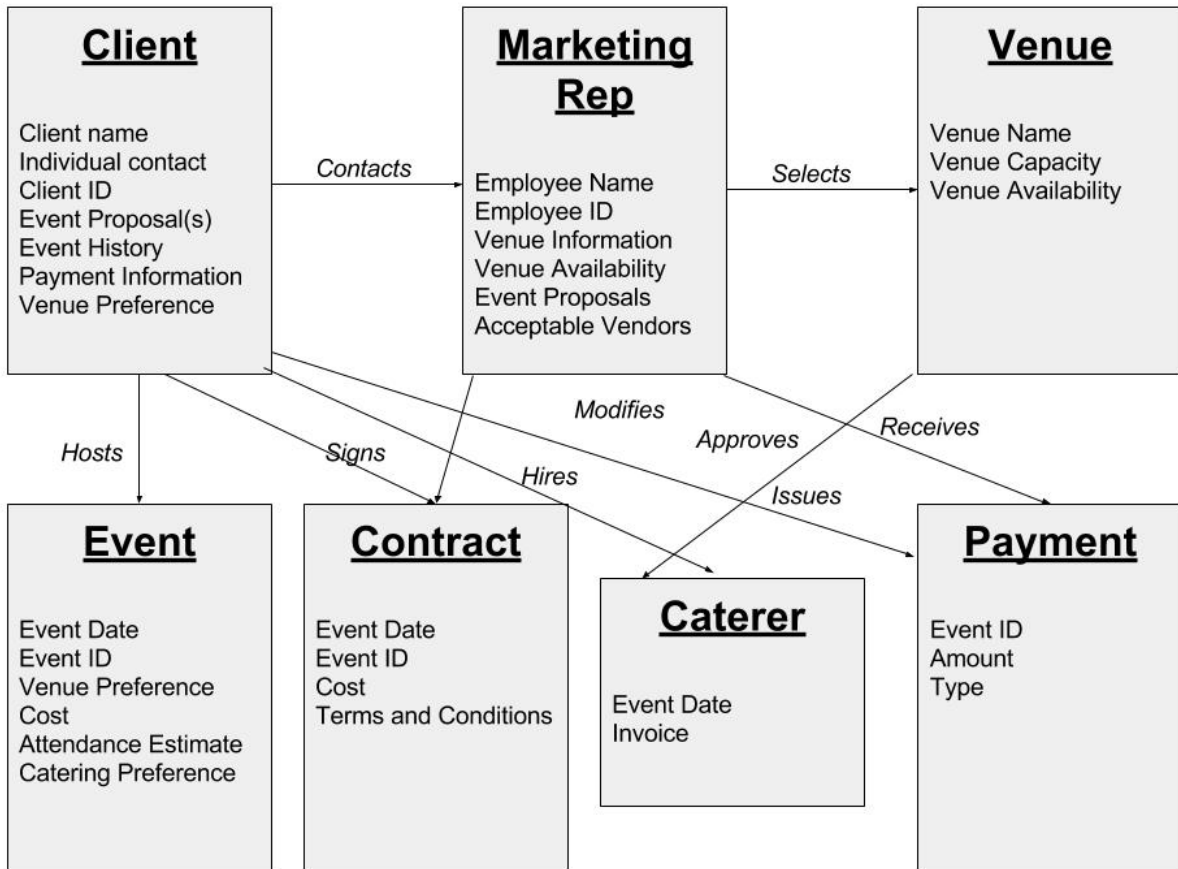 Client
Client name
Individual contact
Client ID
Event Proposal(s)
Event History
Payment Information
Venue Preference
Contacts
Marketing
Rep
Employee Name
Employee ID
Venue Information
Venue Availability
Event Proposals
Acceptable Vendors
Selects
Venue
Venue Name
Venue Capacity
Venue Availability
Hosts
Signs
Hires
Modifies
Approves
Issues
Receives
Event
Event Date
Event ID
Venue Preference
Cost
Attendance Estimate
Catering Preference
Contract
Event Date
Event ID
Cost
Terms and Conditions
Caterer
Event Date
Invoice
Payment
Event ID
Amount
Type